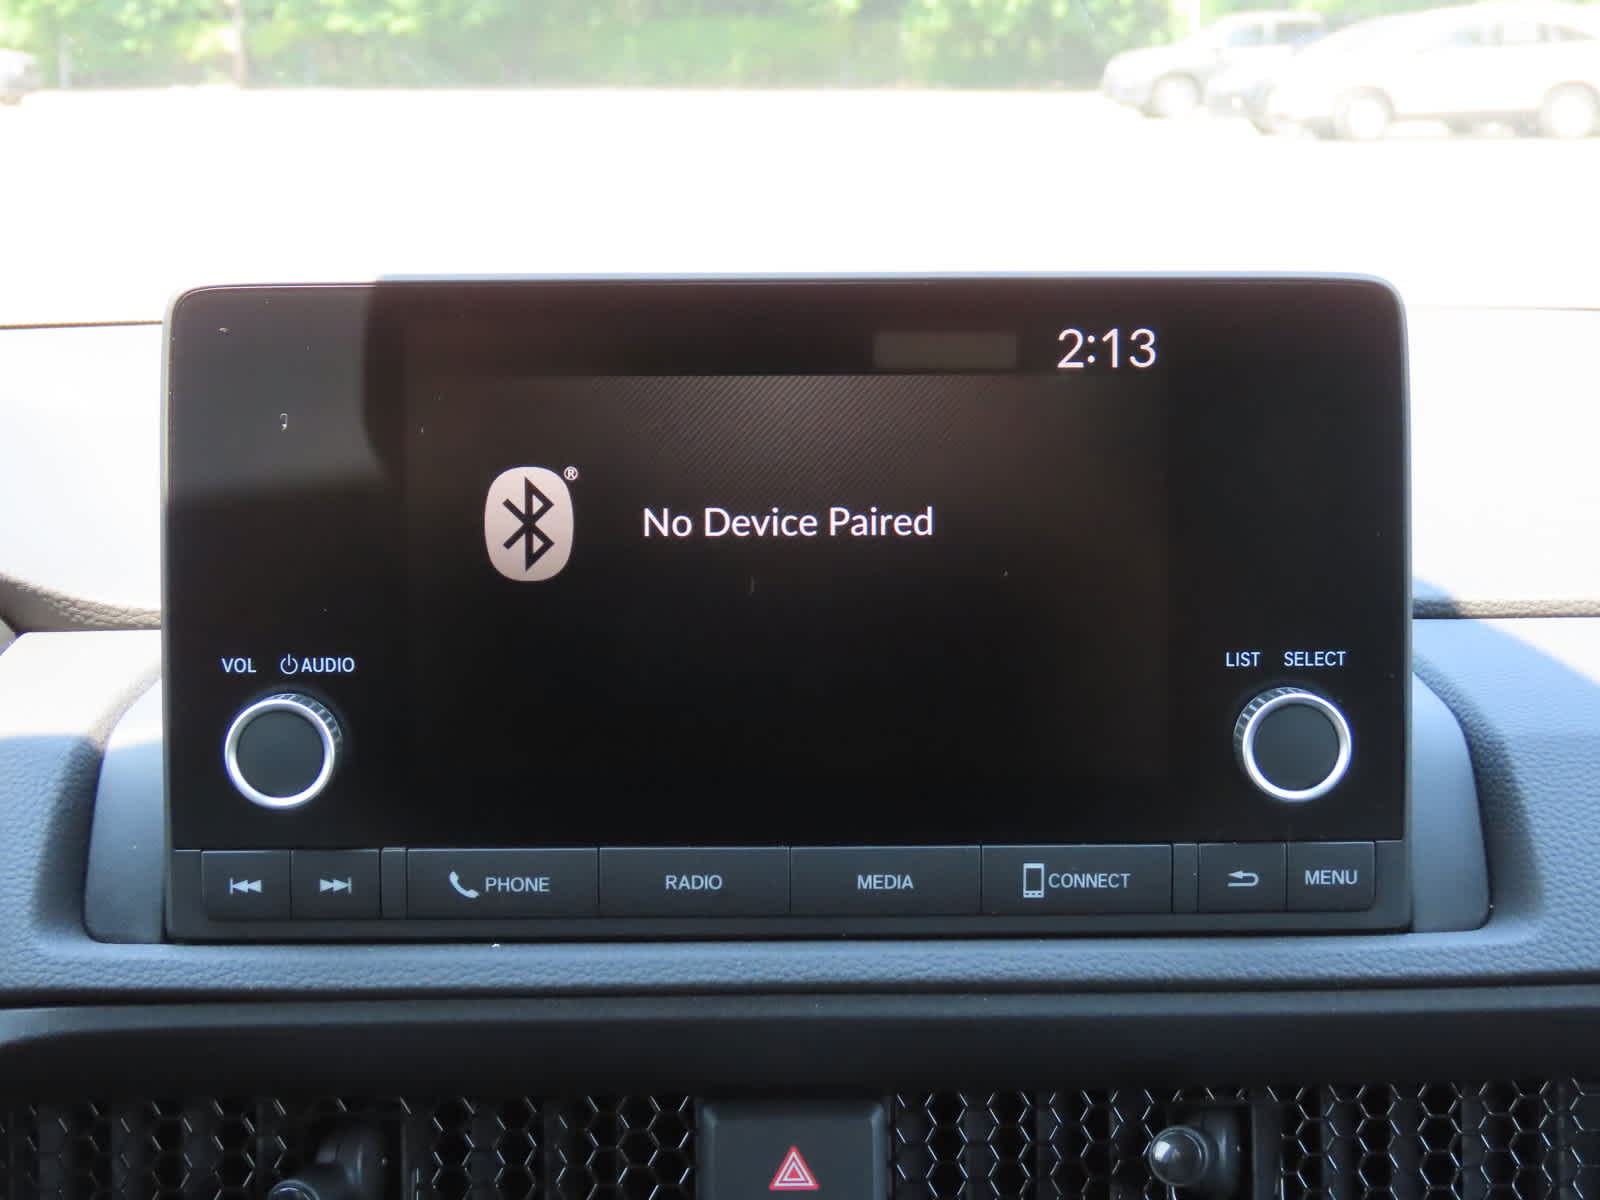 2:13
®
No Device Paired
VOL AUDIO
LIST SELECT
PHONE
RADIO
MEDIA
CONNECT
MENU